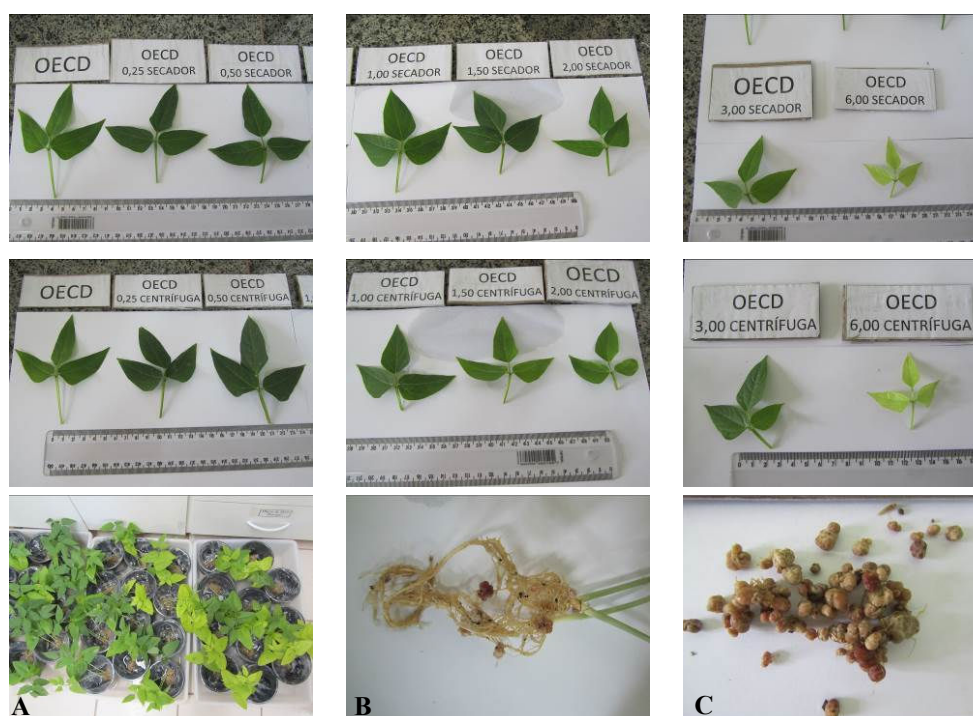 OECD
OECD
0,25 SECADOR
OECD
0,50 SECADOR
OECD
1,00 SECADOR
OECD
1,50 SECADOR
OECD
2,00 SECADOR
OECD
3,00 SECADOR
OECD
6,00 SECADOR
OECD
OECD
0,25 CENTRÍFUGA
OECD
0,50 CENTRÍFUGA
OECD
1,00 CENTRÍFUGA
OECD
1,50 CENTRÍFUGA
OECD
2,00 CENTRÍFUGA
OECD
3,00 CENTRÍFUGA
OECD
6,00 CENTRÍFUGA
A
B
C